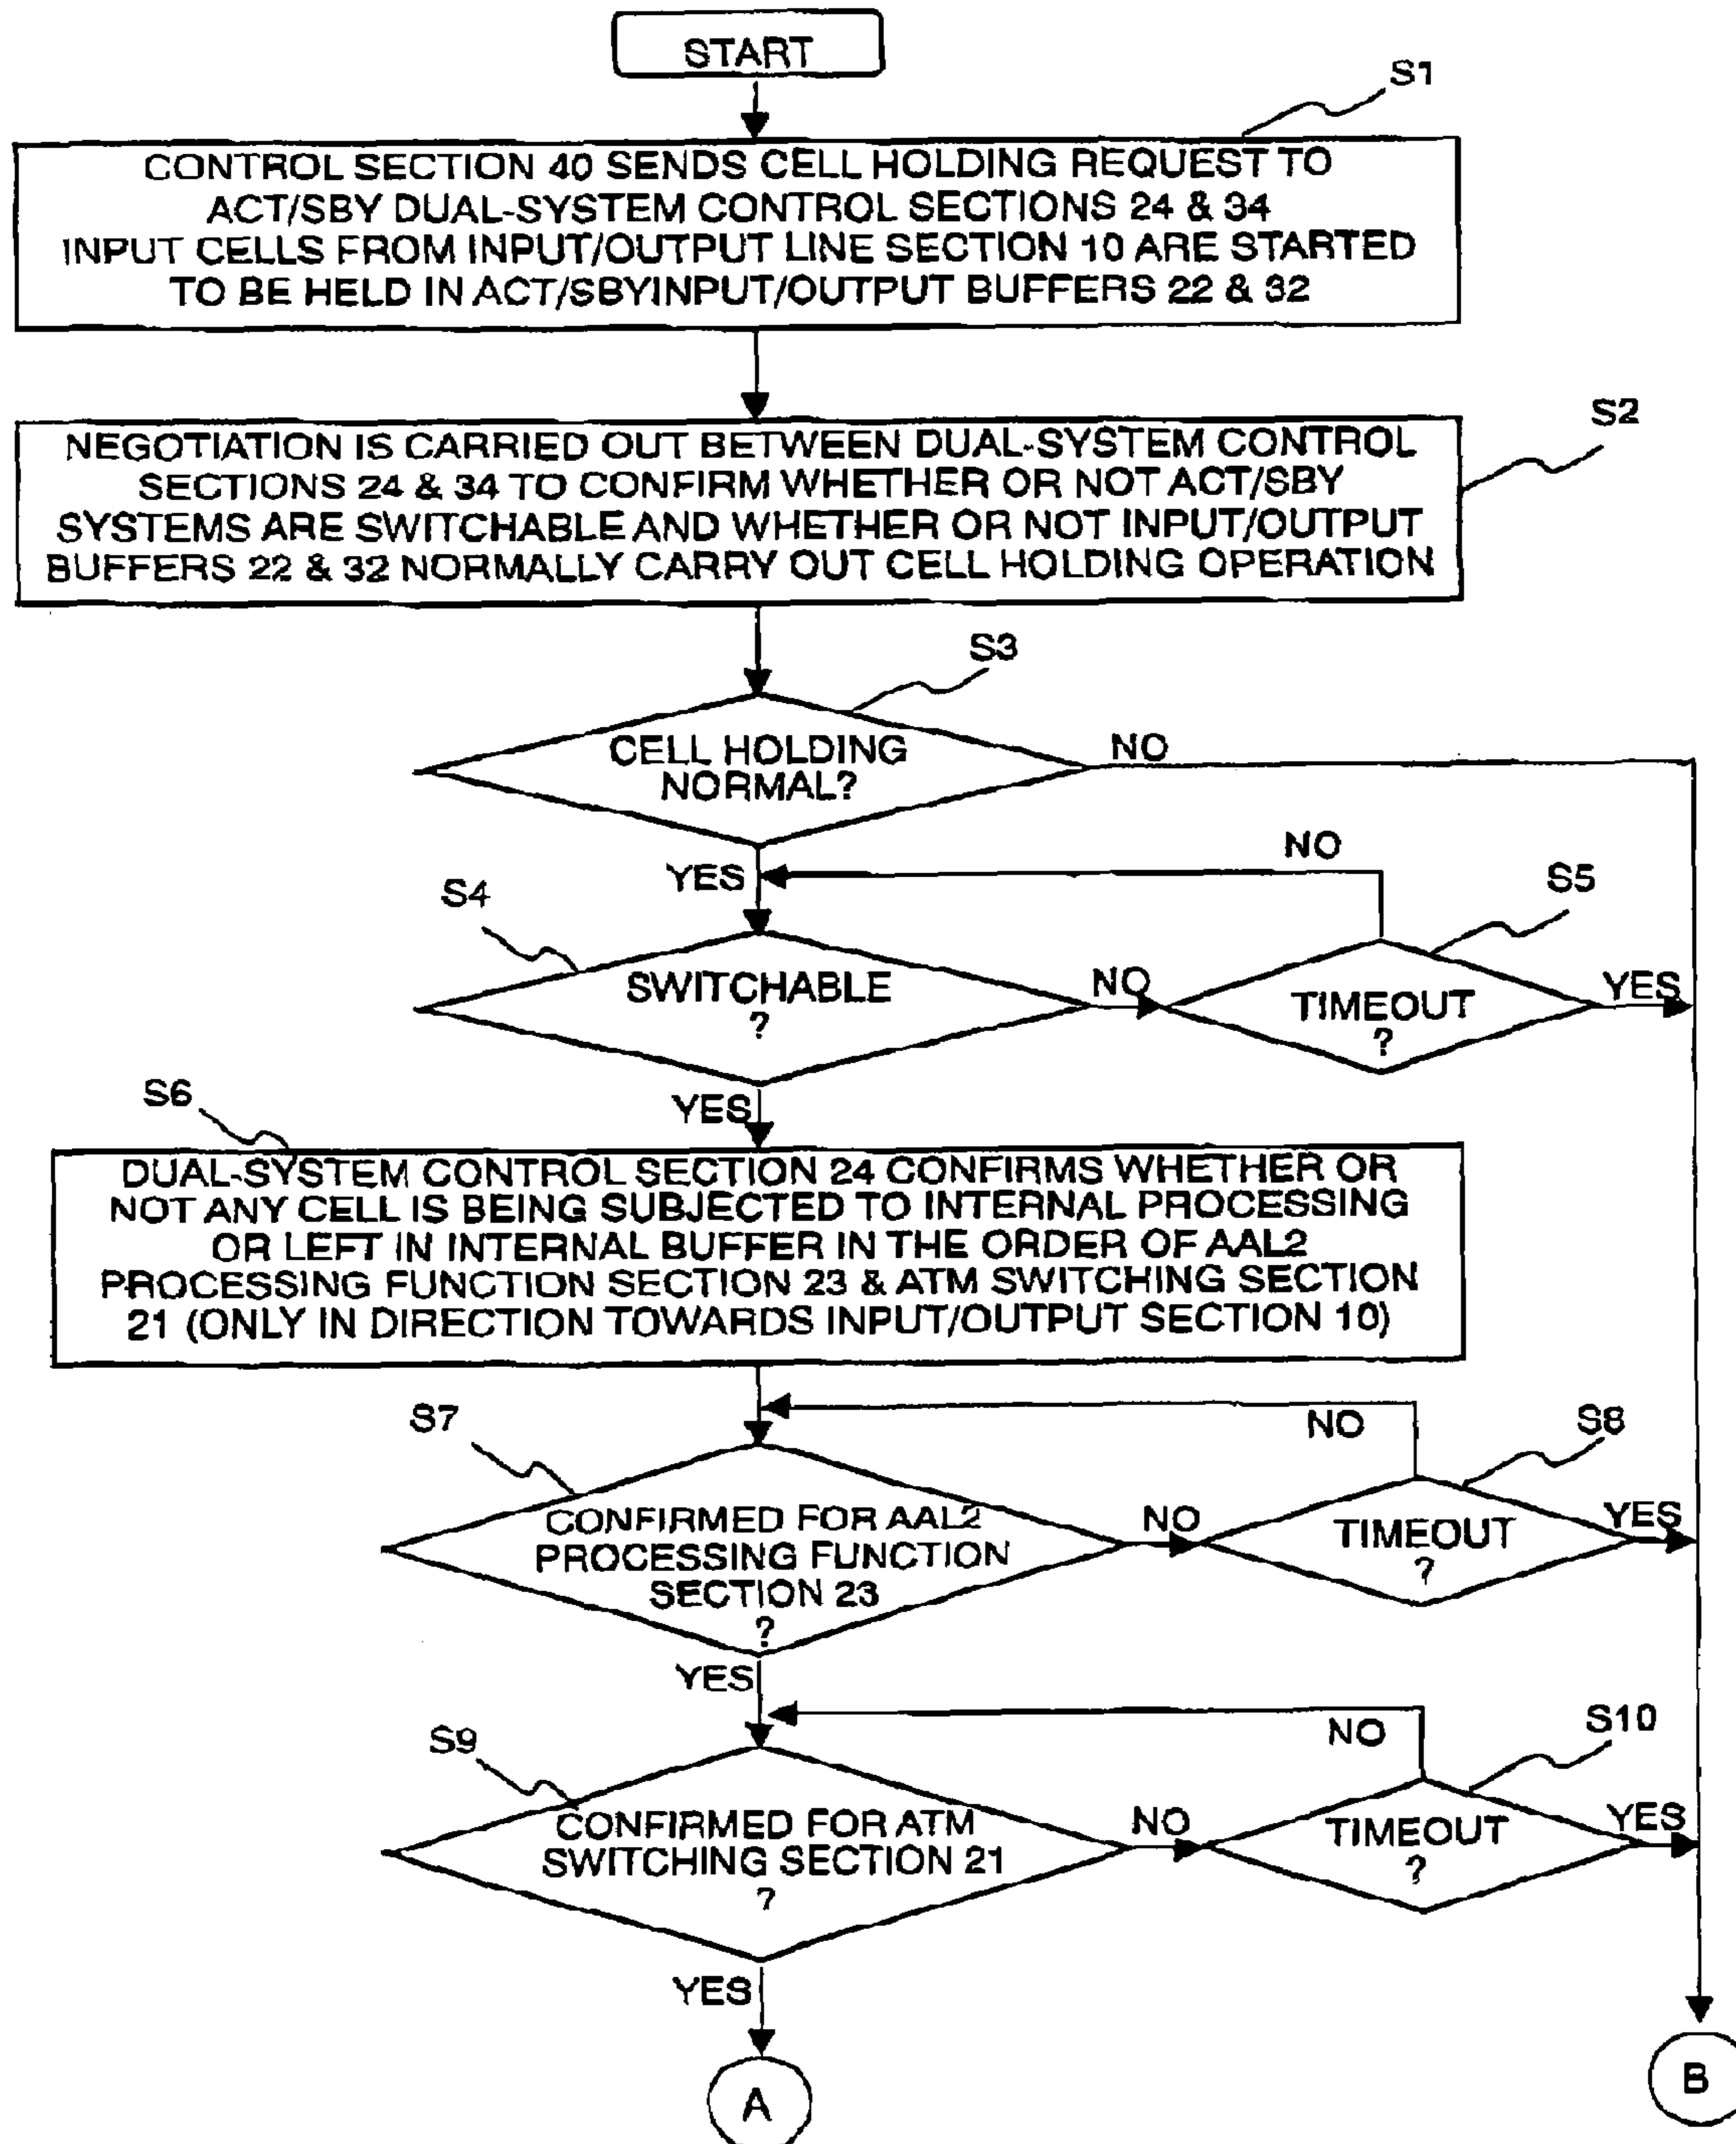 START
S1
CONTROL SECTION 40 SENDS CELL HOLDING REQUEST TO
ACT/SBY DUAL-SYSTEM CONTROL SECTIONS 24 & 34
INPUT CELLS FROM INPUT/OUTPUT LINE SECTION 10 ARE STARTED
TO BE HELD IN ACT/SBYINPUT/OUTPUT BUFFERS 22 & 32
S2
NEGOTIATION IS CARRIED OUT BETWEEN DUAL-SYSTEM CONTROL
SECTIONS 24 & 34 TO CONFIRM WHETHER OR NOT ACT/SBY
SYSTEMS ARE SWITCHABLE AND WHETHER OR NOT INPUT/OUTPUT
BUFFERS 22 & 32 NORMALLY CARRY OUT CELL HOLDING OPERATION
S3
CELL HOLDING
NORMAL?
NO
YES
NO
S4
S5
SWITCHABLE
?
NO
TIMEOUT
?
YES
YES
S6
DUAL-SYSTEM CONTROL SECTION 24 CONFIRMS WHETHER OR
NOT ANY CELL IS BEING SUBJECTED TO INTERNAL PROCESSING
OR LEFT IN INTERNAL BUFFER IN THE ORDER OF AAL2
PROCESSING FUNCTION SECTION 23 & ATM SWITCHING SECTION
21 (ONLY IN DIRECTION TOWARDS INPUT/OUTPUT SECTION 10)
S7
NO
S8
CONFIRMED FOR AAL2
PROCESSING FUNCTION
SECTION 23
?
NO
TIMEOUT
?
YES
YES
S9
NO
S10
CONFIRMED FOR ATM
SWITCHING SECTION 21
?
NO
TIMEOUT
?
YES
YES
A
B